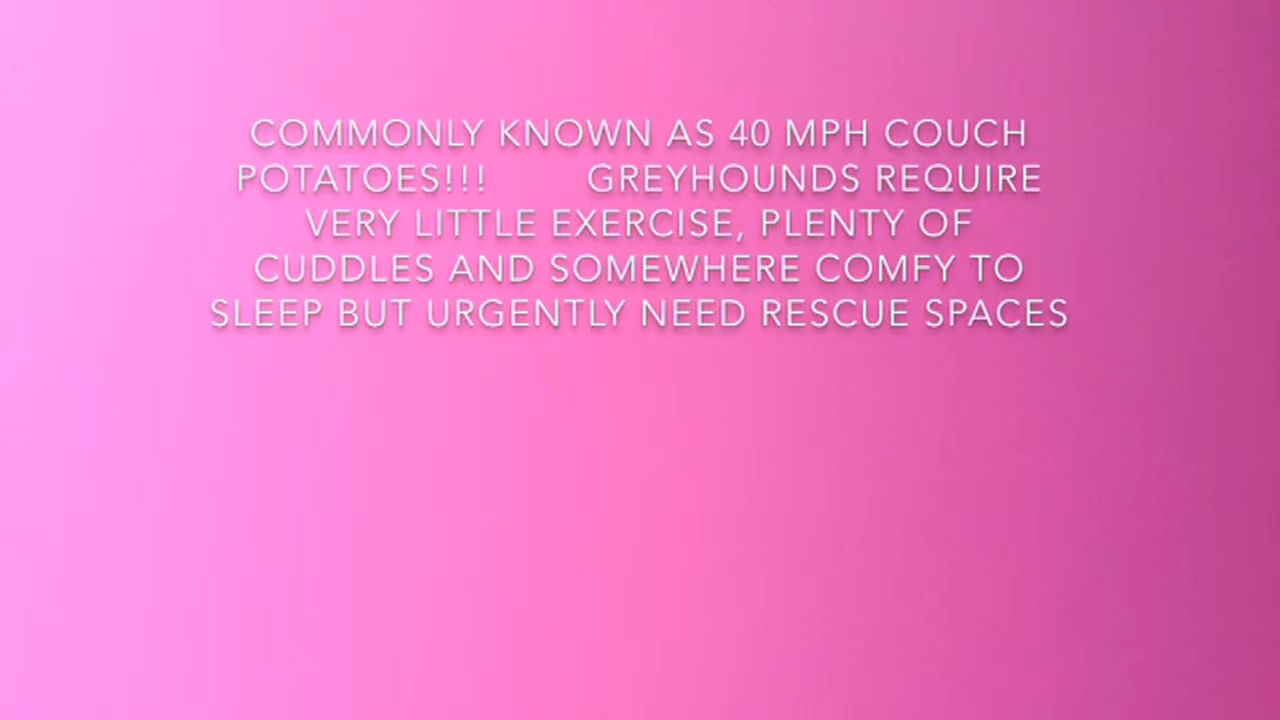 COMMONLY KNOWN AS 40 MPH COUCH
POTATOES!!! GREYHOUNDS REQUIRE
VERY LITTLE EXERCISE, PLENTY OF
CUDDLES AND SOMEWHERE COMFY TO
SLEEP BUT URGENTLY NEED RESCUE SPACES